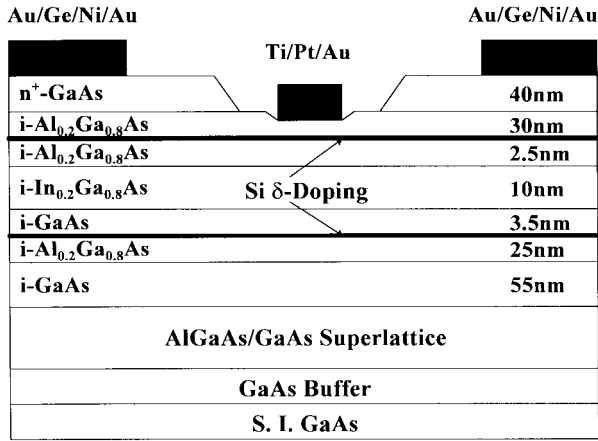 Au/Ge/Ni/Au Au/Ge/Ni/Au
Ti/Pt/Au
n⁺-GaAs 40nm
i-Al₀.₂Ga₀.₈As 30nm
i-Al₀.₂Ga₀.₈As 2.5nm
Si δ-Doping
i-In₀.₂Ga₀.₈As 10nm
i-GaAs 3.5nm
i-Al₀.₂Ga₀.₈As 25nm
i-GaAs 55nm
AlGaAs/GaAs Superlattice
GaAs Buffer
S. I. GaAs